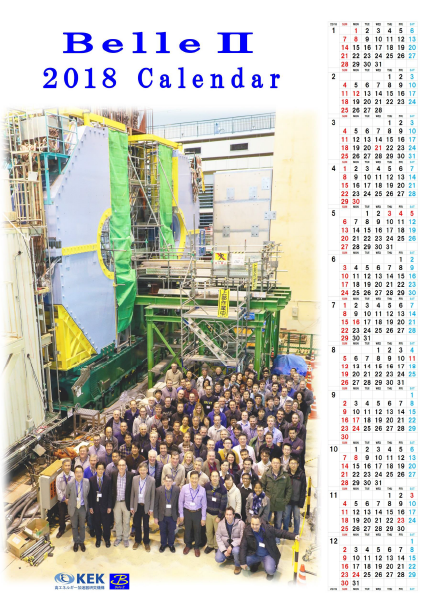 Belle II
2018 Calendar
2018 SUN MON TUE WED THU FRI SAT
1 1 2 3 4 5 6
7 8 9 10 11 12 13
14 15 16 17 18 19 20
21 22 23 24 25 26 27
28 29 30 31
SUN MON TUE WED THU FRI SAT
2 1 2 3
4 5 6 7 8 9 10
11 12 13 14 15 16 17
18 19 20 21 22 23 24
25 26 27 28
SUN MON TUE WED THU FRI SAT
3 1 2 3
4 5 6 7 8 9 10
11 12 13 14 15 16 17
18 19 20 21 22 23 24
25 26 27 28 29 30 31
SUN MON TUE WED THU FRI SAT
4 1 2 3 4 5 6 7
8 9 10 11 12 13 14
15 16 17 18 19 20 21
22 23 24 25 26 27 28
29 30
SUN MON TUE WED THU FRI SAT
5 1 2 3 4 5
6 7 8 9 10 11 12
13 14 15 16 17 18 19
20 21 22 23 24 25 26
27 28 29 30 31
SUN MON TUE WED THU FRI SAT
6 1 2
3 4 5 6 7 8 9
10 11 12 13 14 15 16
17 18 19 20 21 22 23
24 25 26 27 28 29 30
SUN MON TUE WED THU FRI SAT
7 1 2 3 4 5 6 7
8 9 10 11 12 13 14
15 16 17 18 19 20 21
22 23 24 25 26 27 28
29 30 31
SUN MON TUE WED THU FRI SAT
8 1 2 3 4
5 6 7 8 9 10 11
12 13 14 15 16 17 18
19 20 21 22 23 24 25
26 27 28 29 30 31
SUN MON TUE WED THU FRI SAT
9 1
2 3 4 5 6 7 8
9 10 11 12 13 14 15
16 17 18 19 20 21 22
23 24 25 26 27 28 29
30
SUN MON TUE WED THU FRI SAT
10 1 2 3 4 5 6
7 8 9 10 11 12 13
14 15 16 17 18 19 20
21 22 23 24 25 26 27
28 29 30 31
SUN MON TUE WED THU FRI SAT
11 1 2 3
4 5 6 7 8 9 10
11 12 13 14 15 16 17
18 19 20 21 22 23 24
25 26 27 28 29 30
SUN MON TUE WED THU FRI SAT
12 1
2 3 4 5 6 7 8
9 10 11 12 13 14 15
16 17 18 19 20 21 22
23 24 25 26 27 28 29
30 31
2018 SUN MON TUE WED THU FRI SAT
KEK
高エネルギー加速器研究機構
B